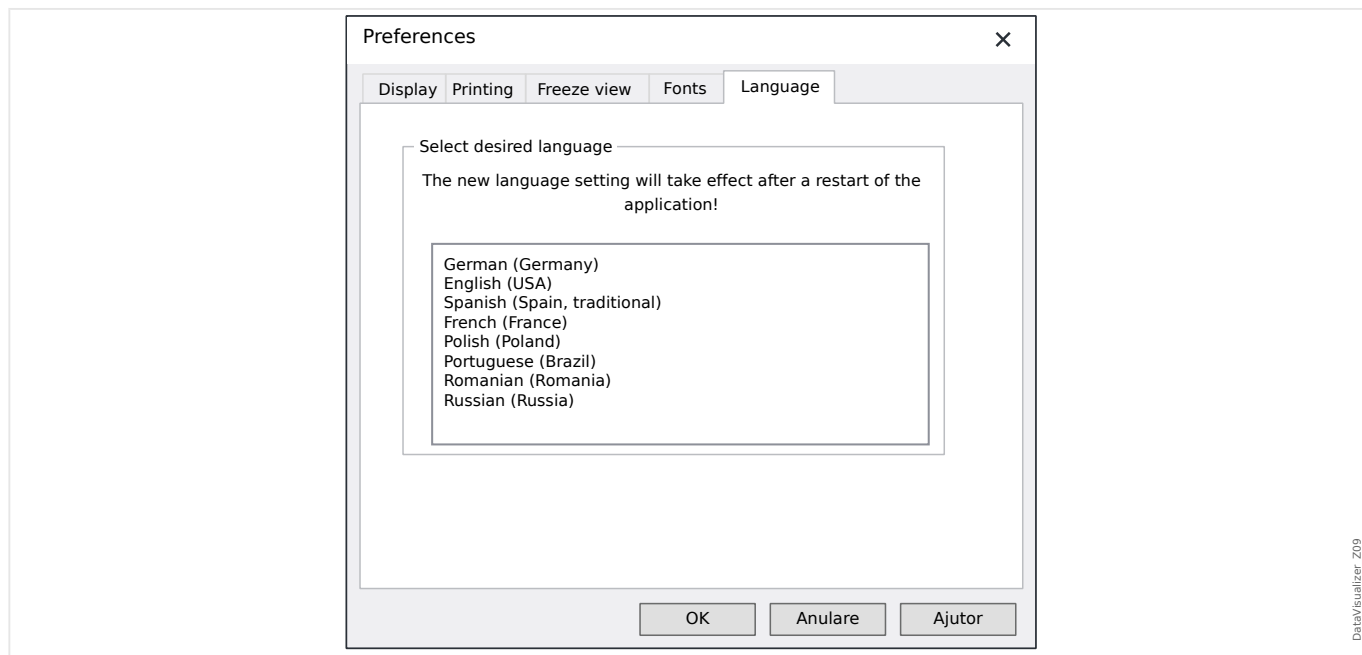 Preferences
Display Printing Freeze view Fonts Language
Select desired language
The new language setting will take effect after a restart of the
application!
German (Germany)
English (USA)
Spanish (Spain, traditional)
French (France)
Polish (Poland)
Portuguese (Brazil)
Romanian (Romania)
Russian (Russia)
OK Anulare Ajutor
DataVisualizer_Z09